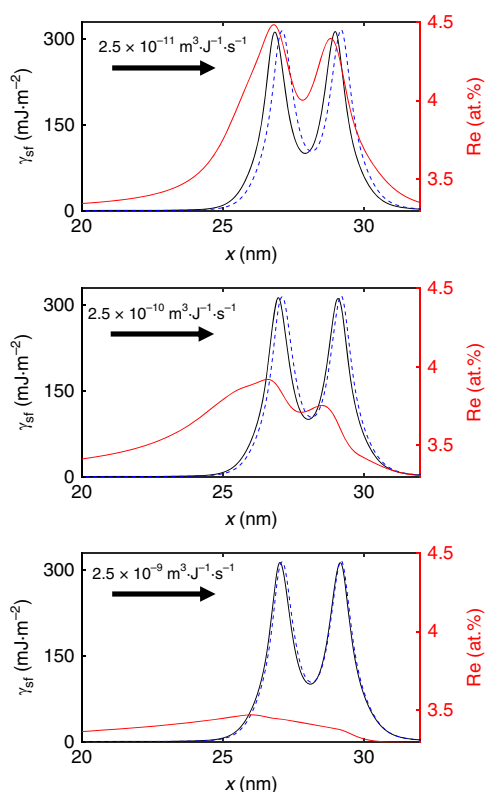 300
150
0
γsf (mJ·m⁻²)
2.5 × 10⁻¹¹ m³·J⁻¹·s⁻¹
4.5
4
3.5
Re (at.%)
20 25 30
x (nm)
300
150
0
γsf (mJ·m⁻²)
2.5 × 10⁻¹⁰ m³·J⁻¹·s⁻¹
4.5
4
3.5
Re (at.%)
20 25 30
x (nm)
300
150
0
γsf (mJ·m⁻²)
2.5 × 10⁻⁹ m³·J⁻¹·s⁻¹
4.5
4
3.5
Re (at.%)
20 25 30
x (nm)